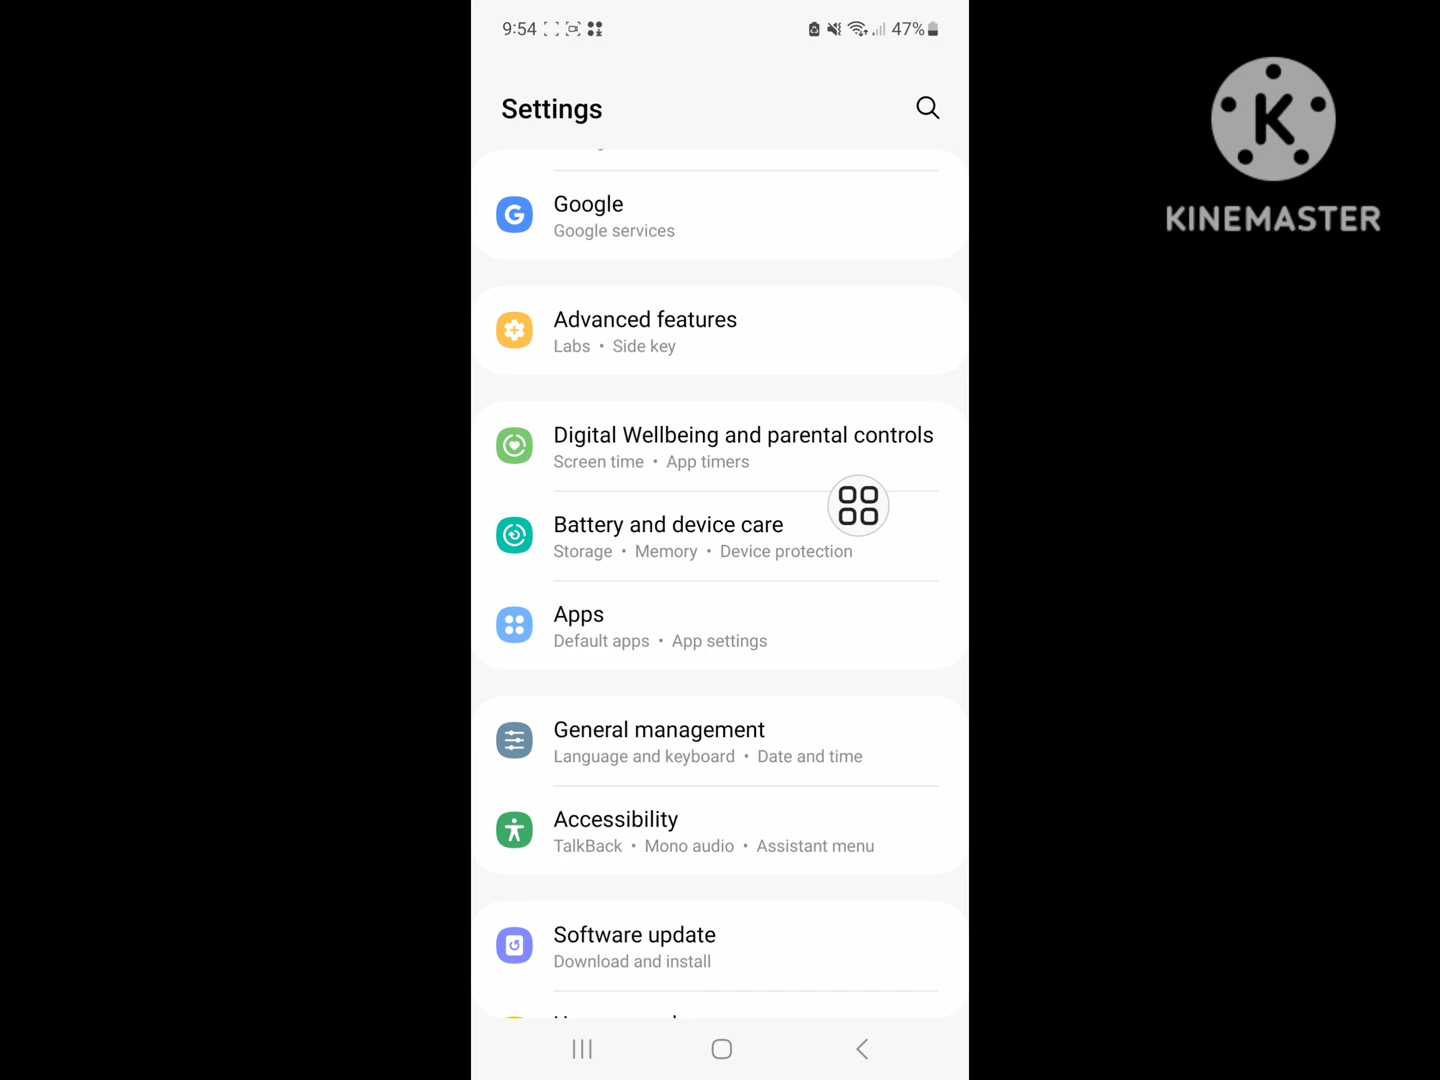 9:54 47%
Settings
Google
Google services
Advanced features
Labs • Side key
Digital Wellbeing and parental controls
Screen time • App timers
Battery and device care
Storage • Memory • Device protection
Apps
Default apps • App settings
General management
Language and keyboard • Date and time
Accessibility
TalkBack • Mono audio • Assistant menu
Software update
Download and install
K
KINEMASTER